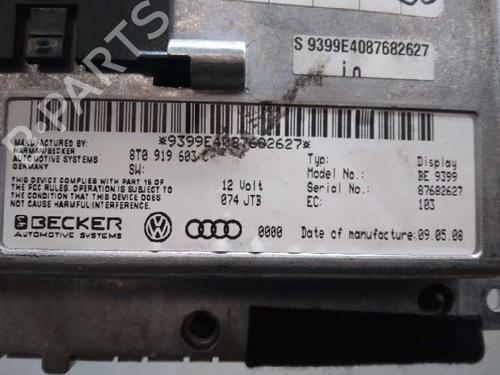 S 9399E4087682627
in
*9399E4087682627*
MANUFACTURED BY:
HARMAN/BECKER
AUTOMOTIVE SYSTEMS
GERMANY
8T0 919 603 C
SW:
Typ: Display
Model No.: BE 9399
THIS DEVICE COMPLIES WITH PART 15 OF
THE FCC RULES. OPERATION IS SUBJECT TO
THE CONDITION THAT THIS DEVICE DOES
NOT CAUSE HARMFUL INTERFERENCE.
12 Volt
074 JTB
Serial No.: 87682627
EC: 103
BECKER
AUTOMOTIVE SYSTEMS
0000
Date of manufacture: 09.05.08
B-PARTS